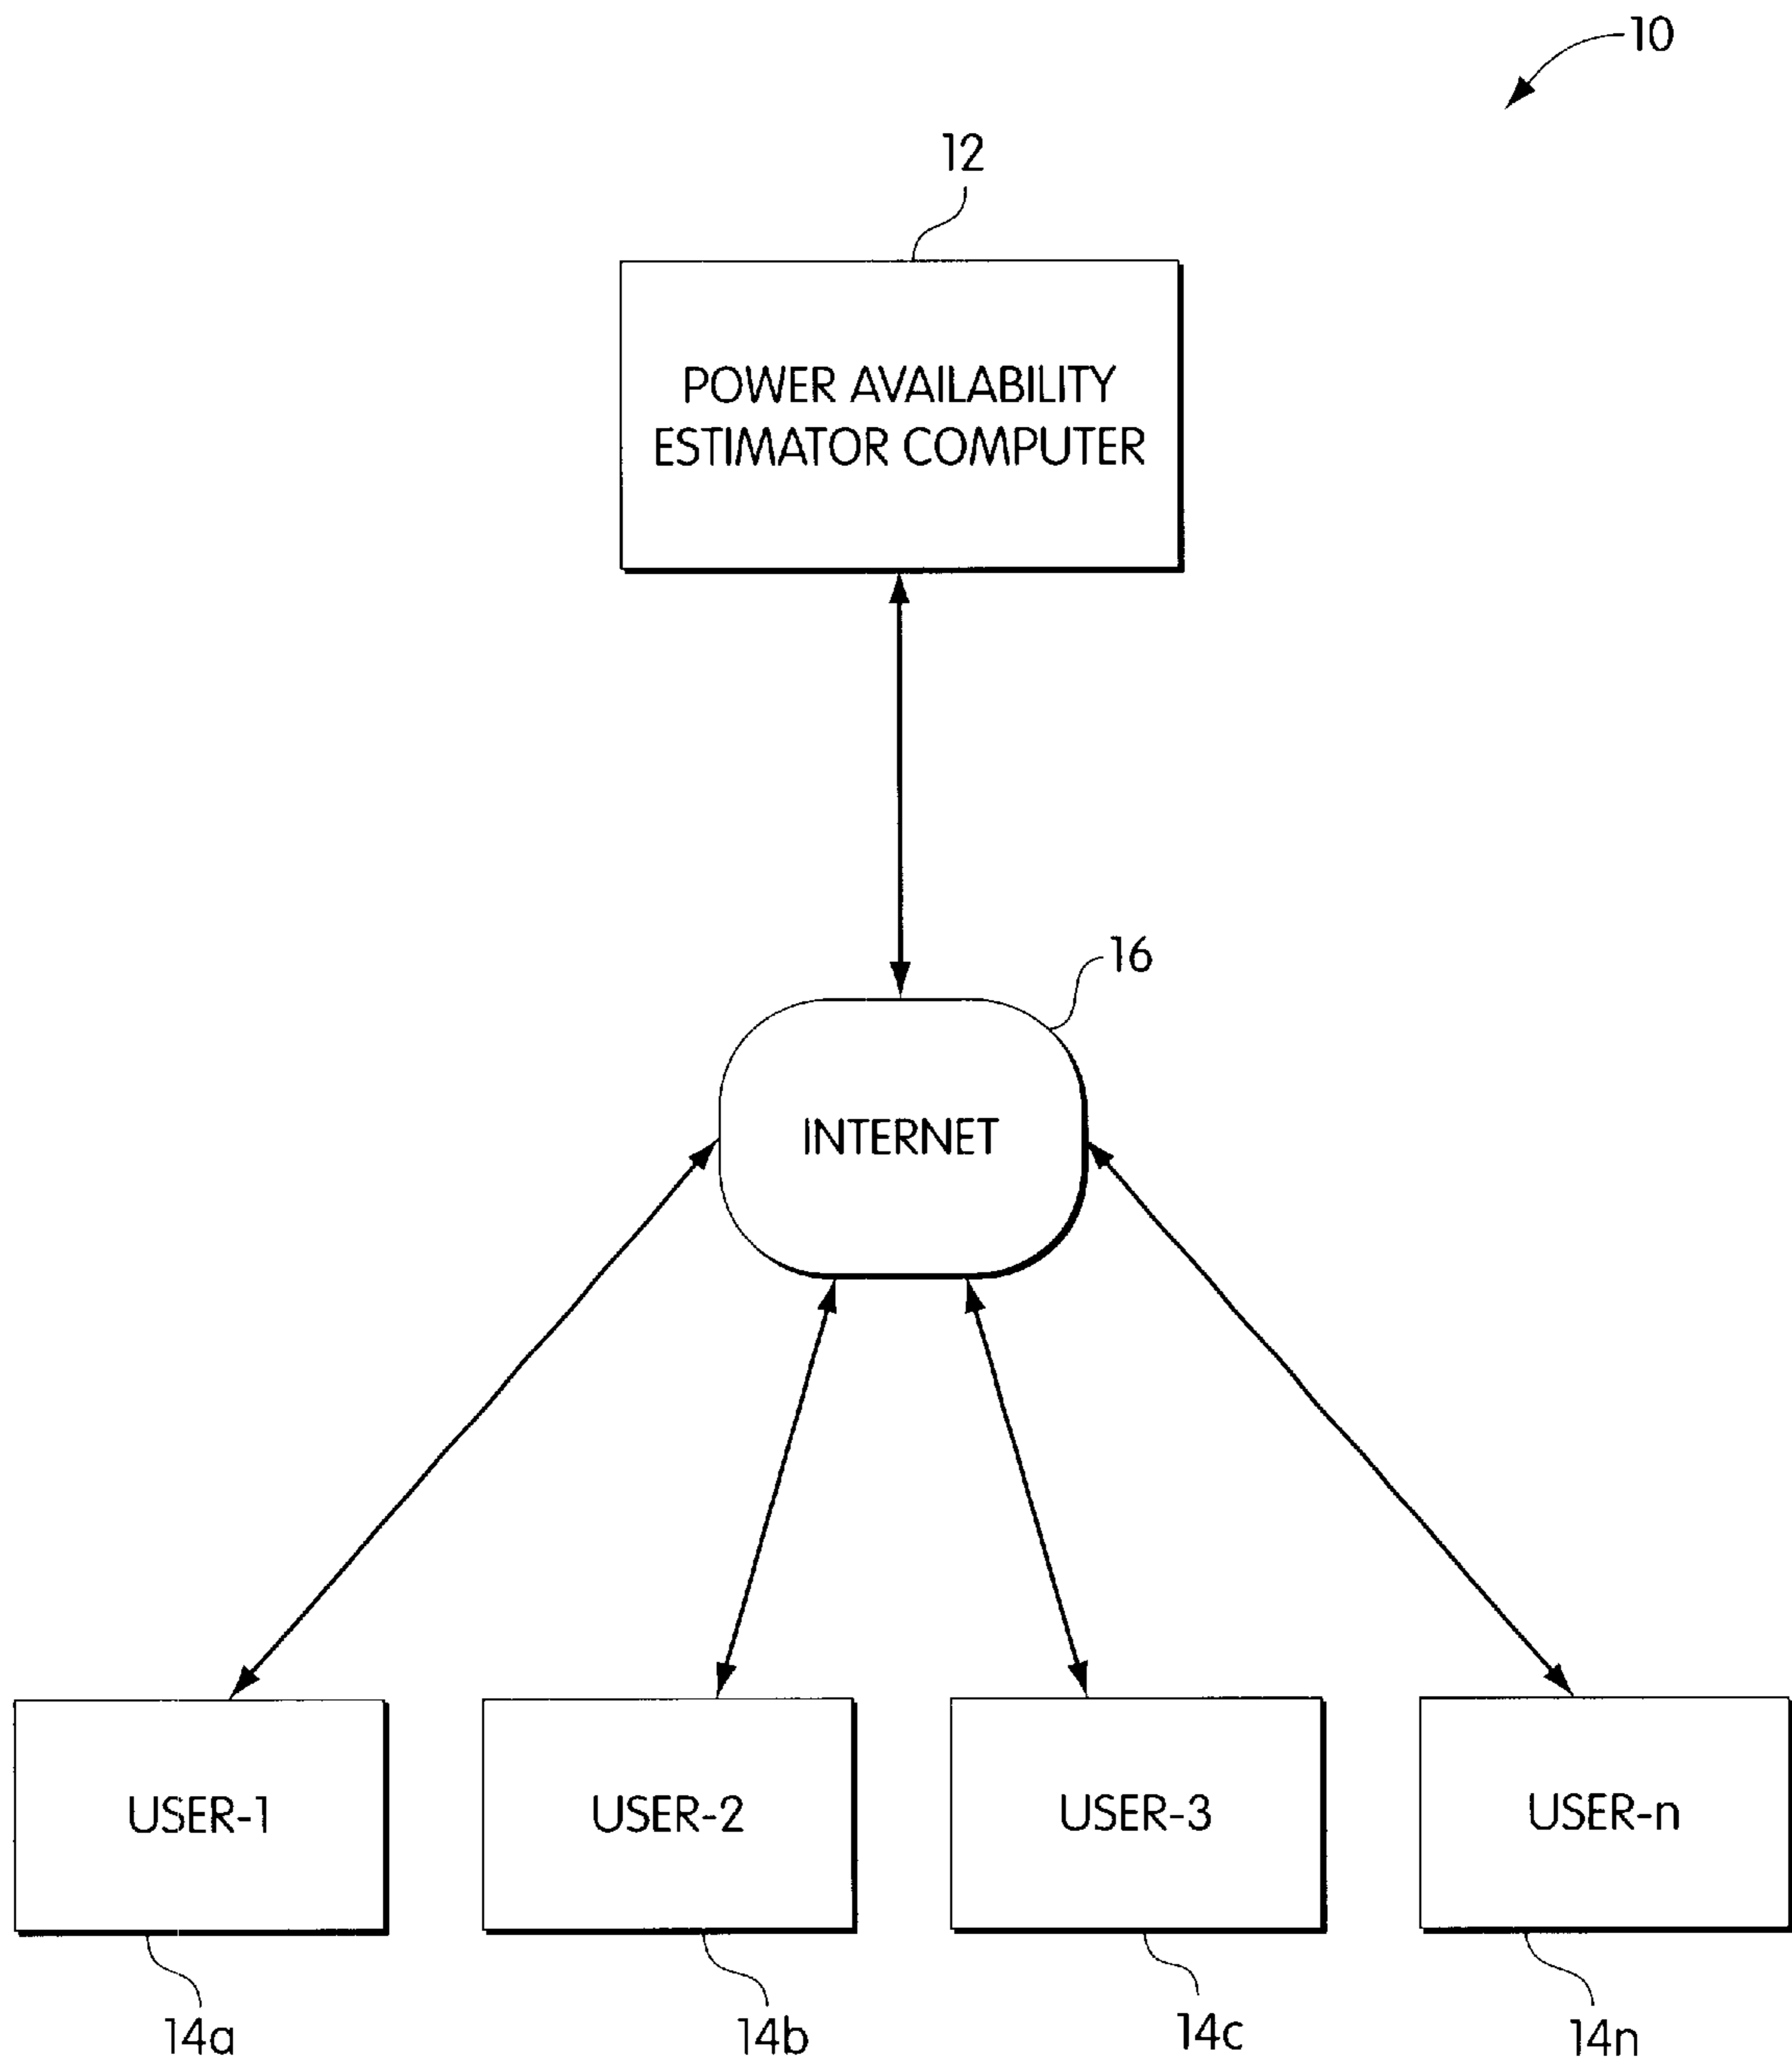 10
12
POWER AVAILABILITY
ESTIMATOR COMPUTER
16
INTERNET
USER-1
USER-2
USER-3
USER-n
14a
14b
14c
14n